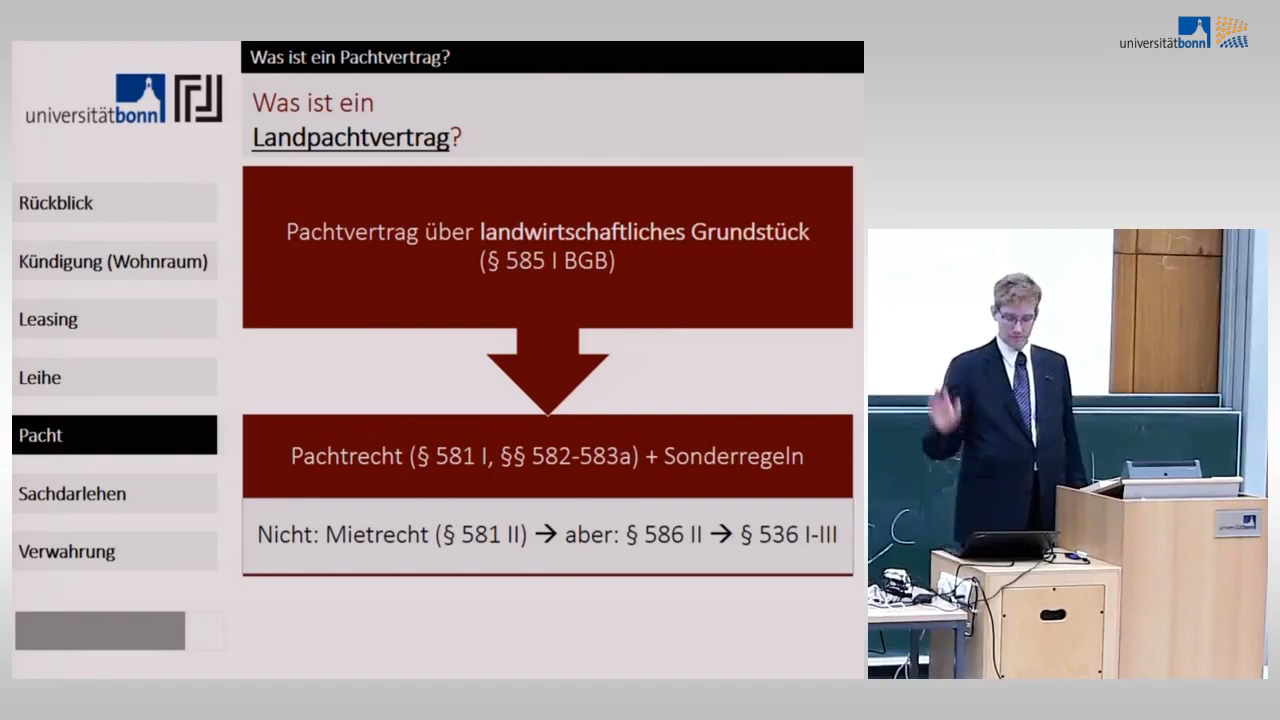 universitätbonn
Was ist ein Pachtvertrag?
universitätbonn
Was ist ein
Landpachtvertrag?
Rückblick
Kündigung (Wohnraum)
Leasing
Leihe
Pacht
Sachdarlehen
Verwahrung
Pachtvertrag über landwirtschaftliches Grundstück
(§ 585 I BGB)
Pachtrecht (§ 581 I, §§ 582-583a) + Sonderregeln
Nicht: Mietrecht (§ 581 II) → aber: § 586 II → § 536 I-III